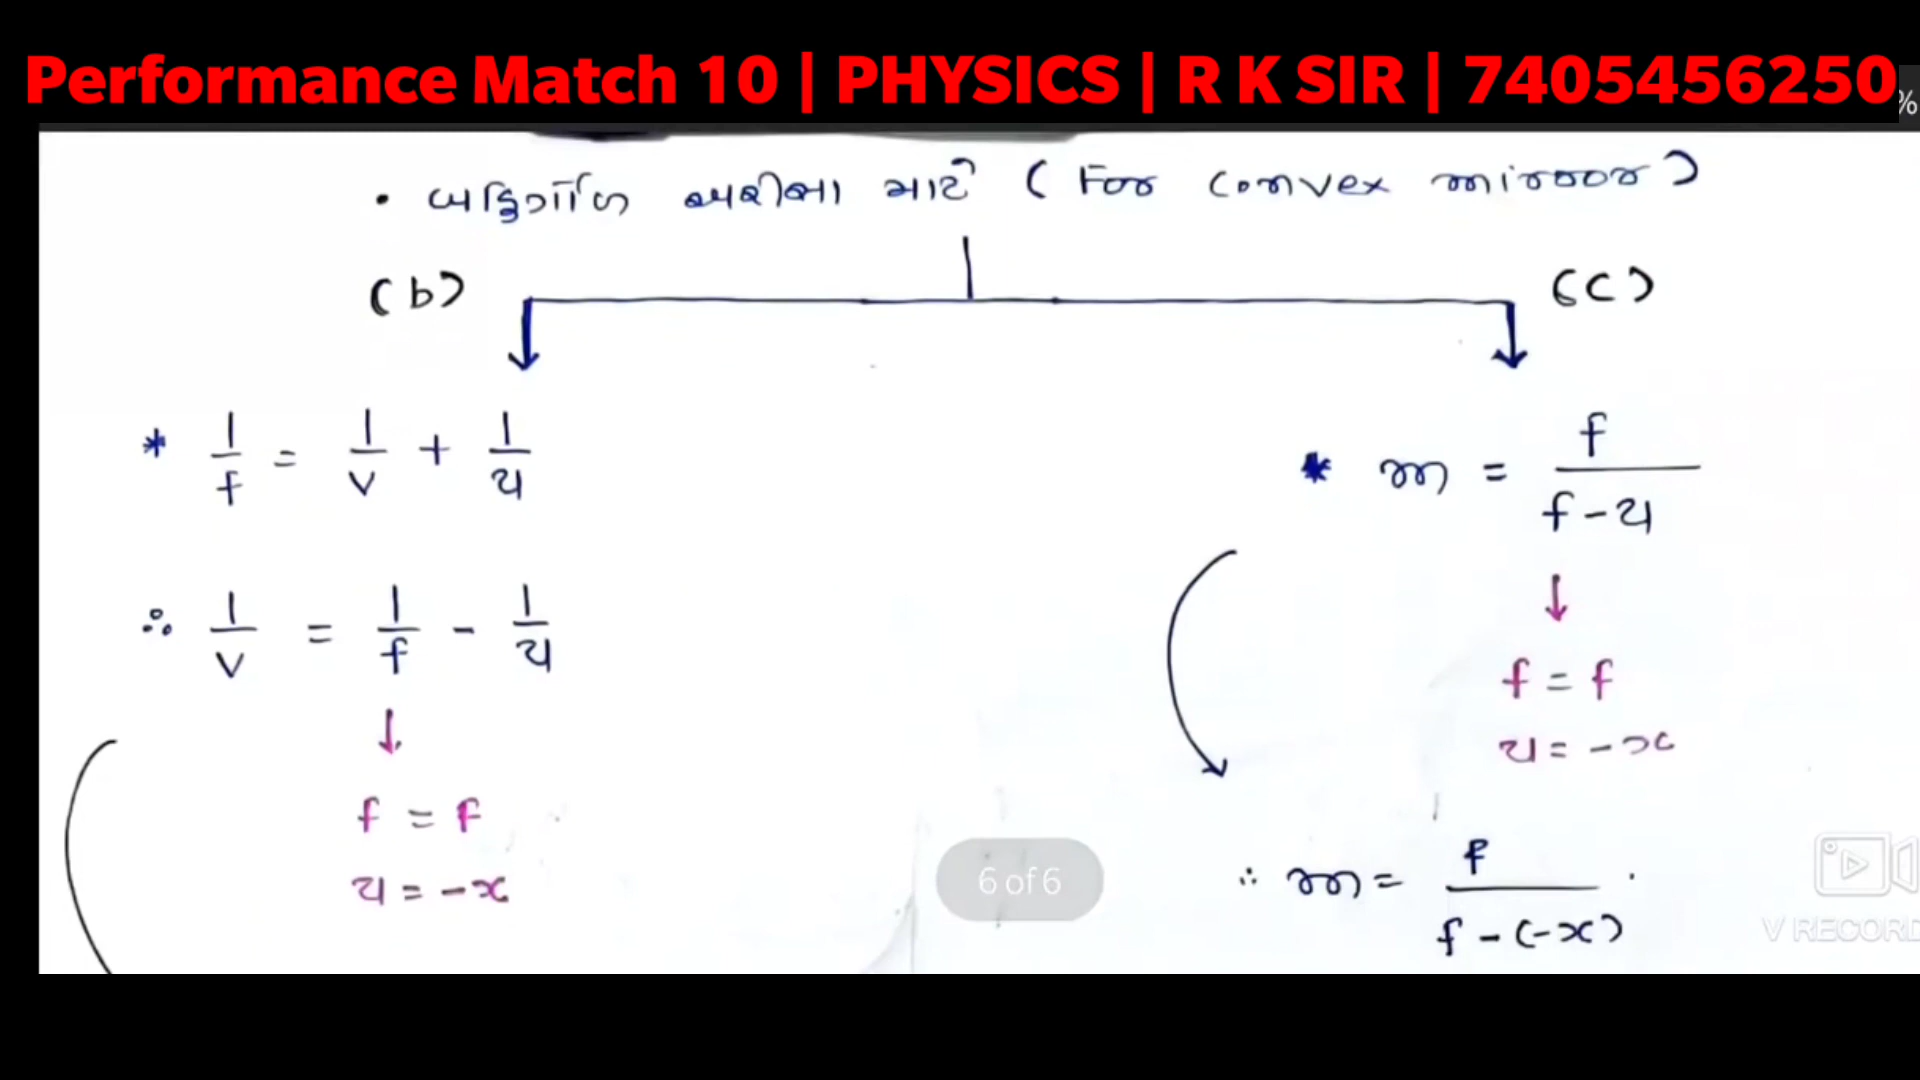 Performance Match 10 | PHYSICS | R K SIR | 7405456250
%
• બહિર્ગોળ અરીસા માટે (For convex mirror)
(b)
(c)
* 1/f = 1/v + 1/u
* m = f/(f-u)
∴ 1/v = 1/f - 1/u
↓
f = f
u = -x
↓
f = f
u = -x
6 of 6
∴ m = f/(f-(-x))
V RECORD